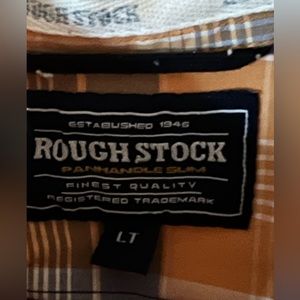 ROUGH STOCK
ESTABLISHED 1946
ROUGH STOCK
PANHANDLE SLIM
FINEST QUALITY
REGISTERED TRADEMARK
LT